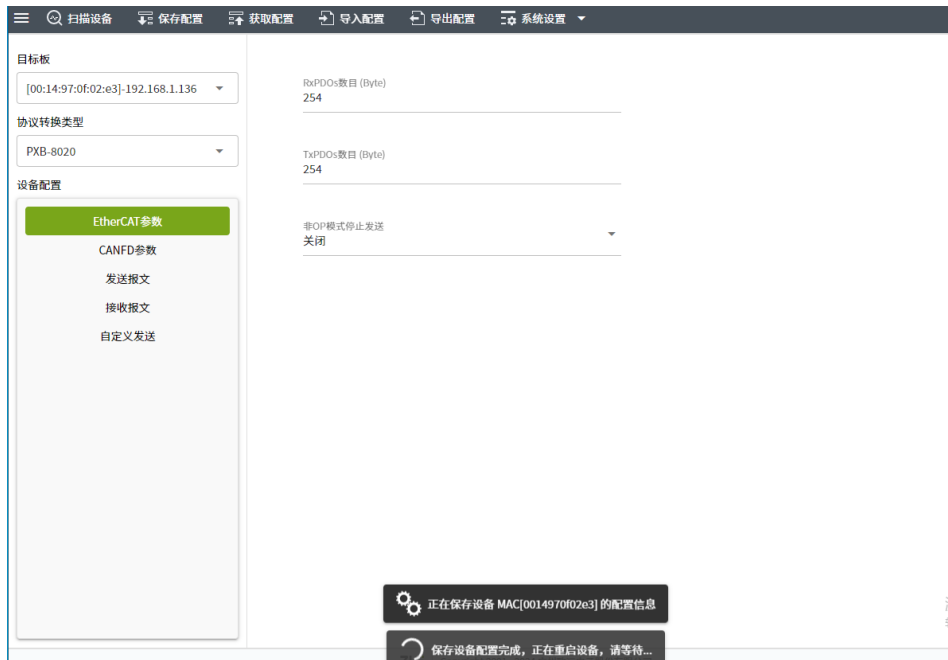 扫描设备 保存配置 获取配置 导入配置 导出配置 系统设置
目标板
[00:14:97:0f:02:e3]-192.168.1.136
协议转换类型
PXB-8020
设备配置
EtherCAT参数
CANFD参数
发送报文
接收报文
自定义发送
RxPDOs数目 (Byte)
254
TxPDOs数目 (Byte)
254
非OP模式停止发送
关闭
正在保存设备 MAC[0014970f02e3] 的配置信息
保存设备配置完成，正在重启设备，请等待...